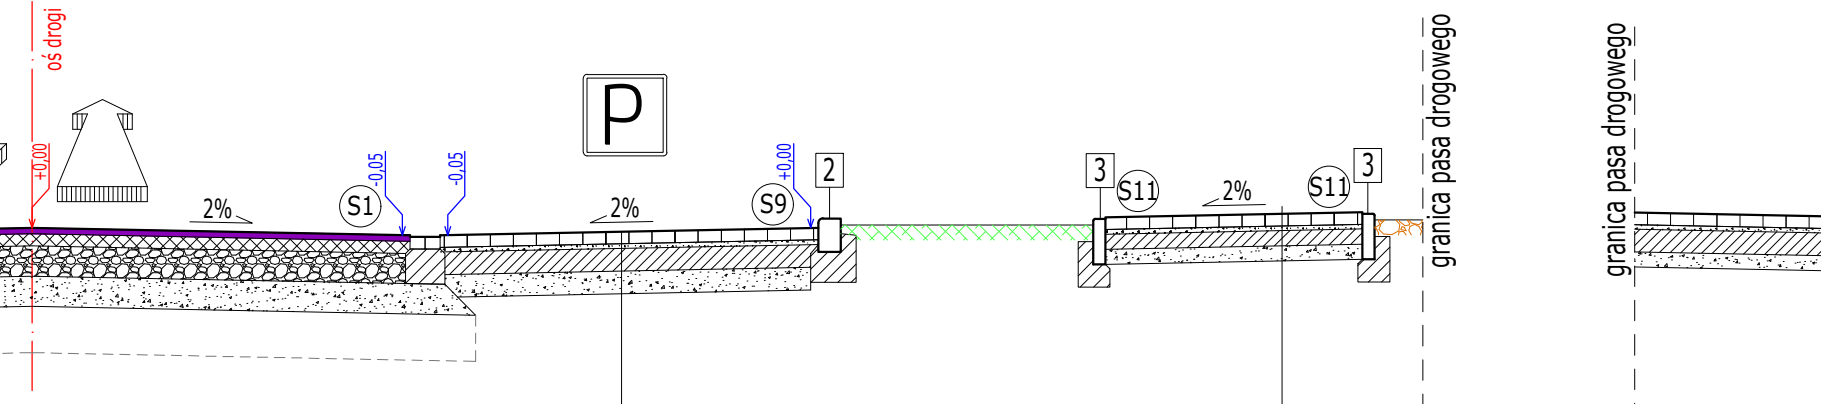 oś drogi
+0,00
2%
S1
-0,05
-0,05
P
2%
S9
+0,00
2
3
S11
2%
S11
3
granica pasa drogowego
granica pasa drogowego